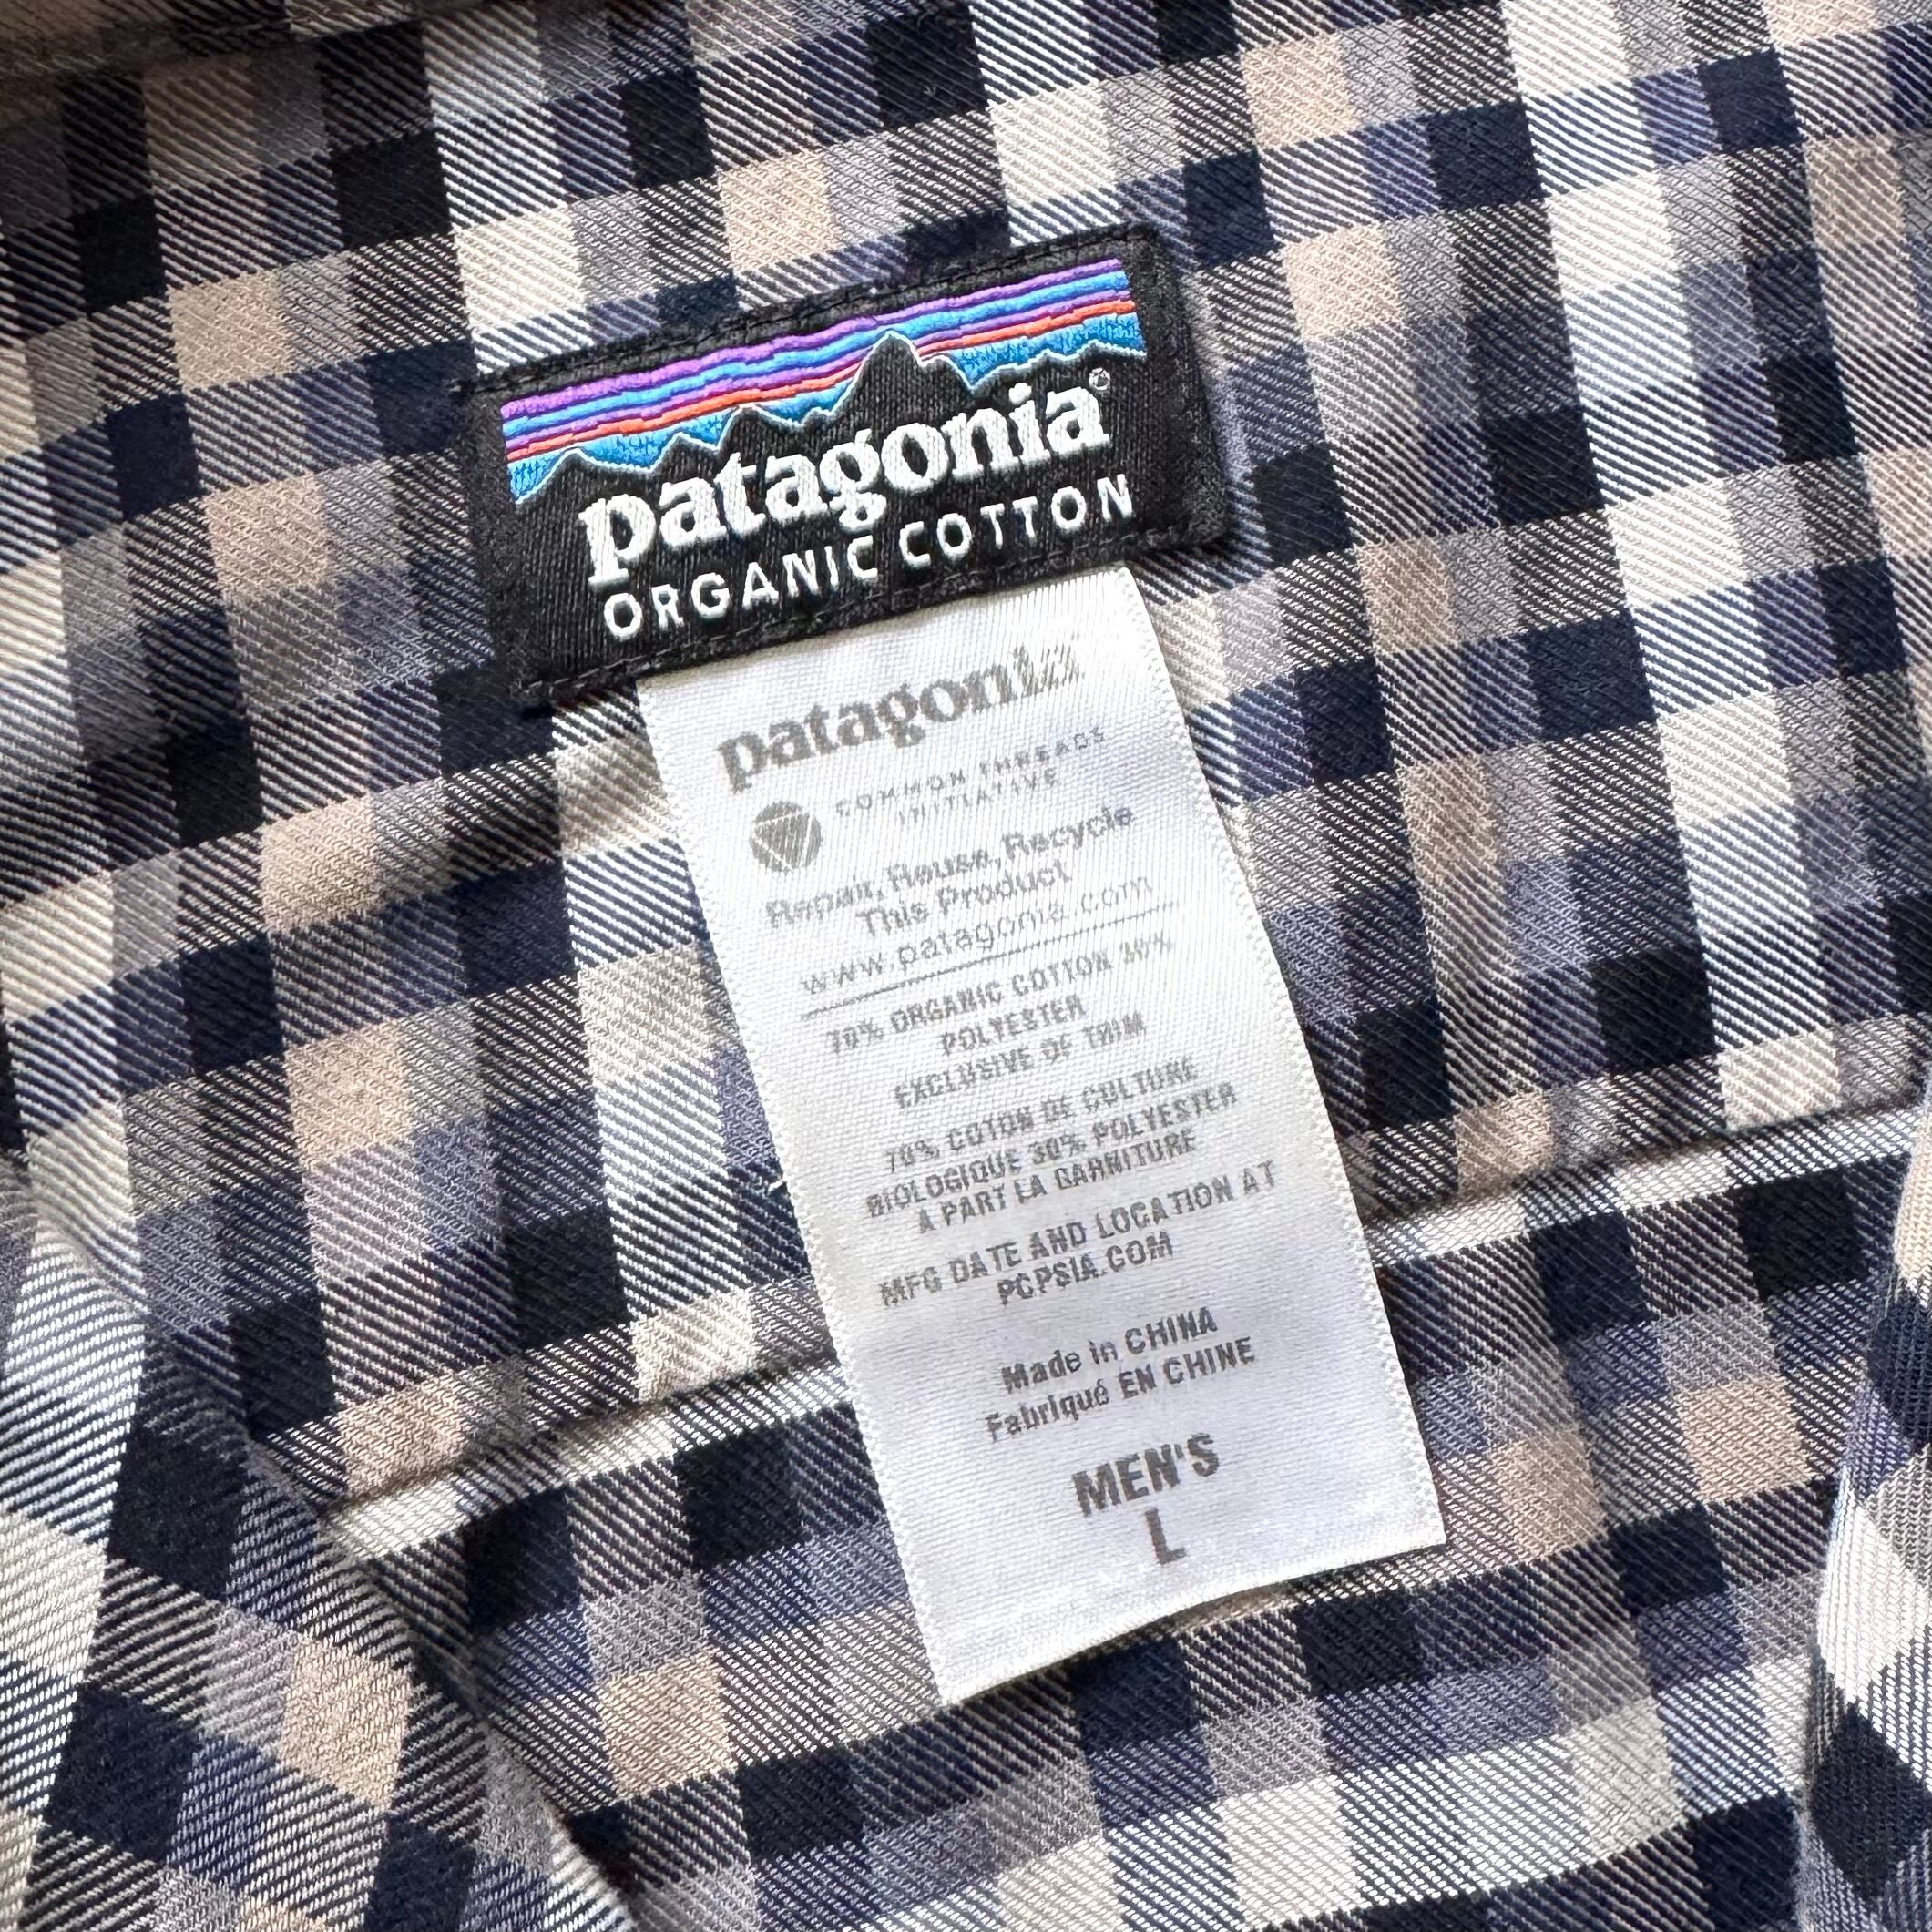 patagonia®
ORGANIC COTTON
patagonia
COMMON THREADS
INITIATIVE
Repair, Reuse, Recycle
This Product
www.patagonia.com
70% ORGANIC COTTON 30%
POLYESTER
EXCLUSIVE OF TRIM
70% COTON DE CULTURE
BIOLOGIQUE 30% POLYESTER
A PART LA GARNITURE
MFG DATE AND LOCATION AT
PCPSIA.COM
Made in CHINA
Fabriqué EN CHINE
MEN'S
L